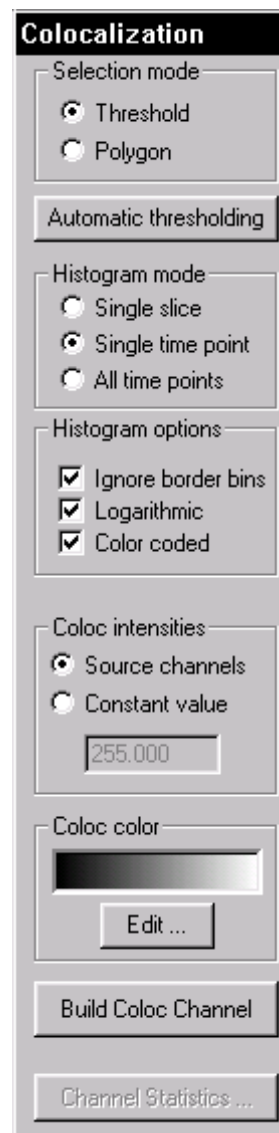 Colocalization
Selection mode
Threshold
Polygon
Automatic thresholding
Histogram mode
Single slice
Single time point
All time points
Histogram options
Ignore border bins
Logarithmic
Color coded
Coloc intensities
Source channels
Constant value
255.000
Coloc color
Edit ...
Build Coloc Channel
Channel Statistics ...